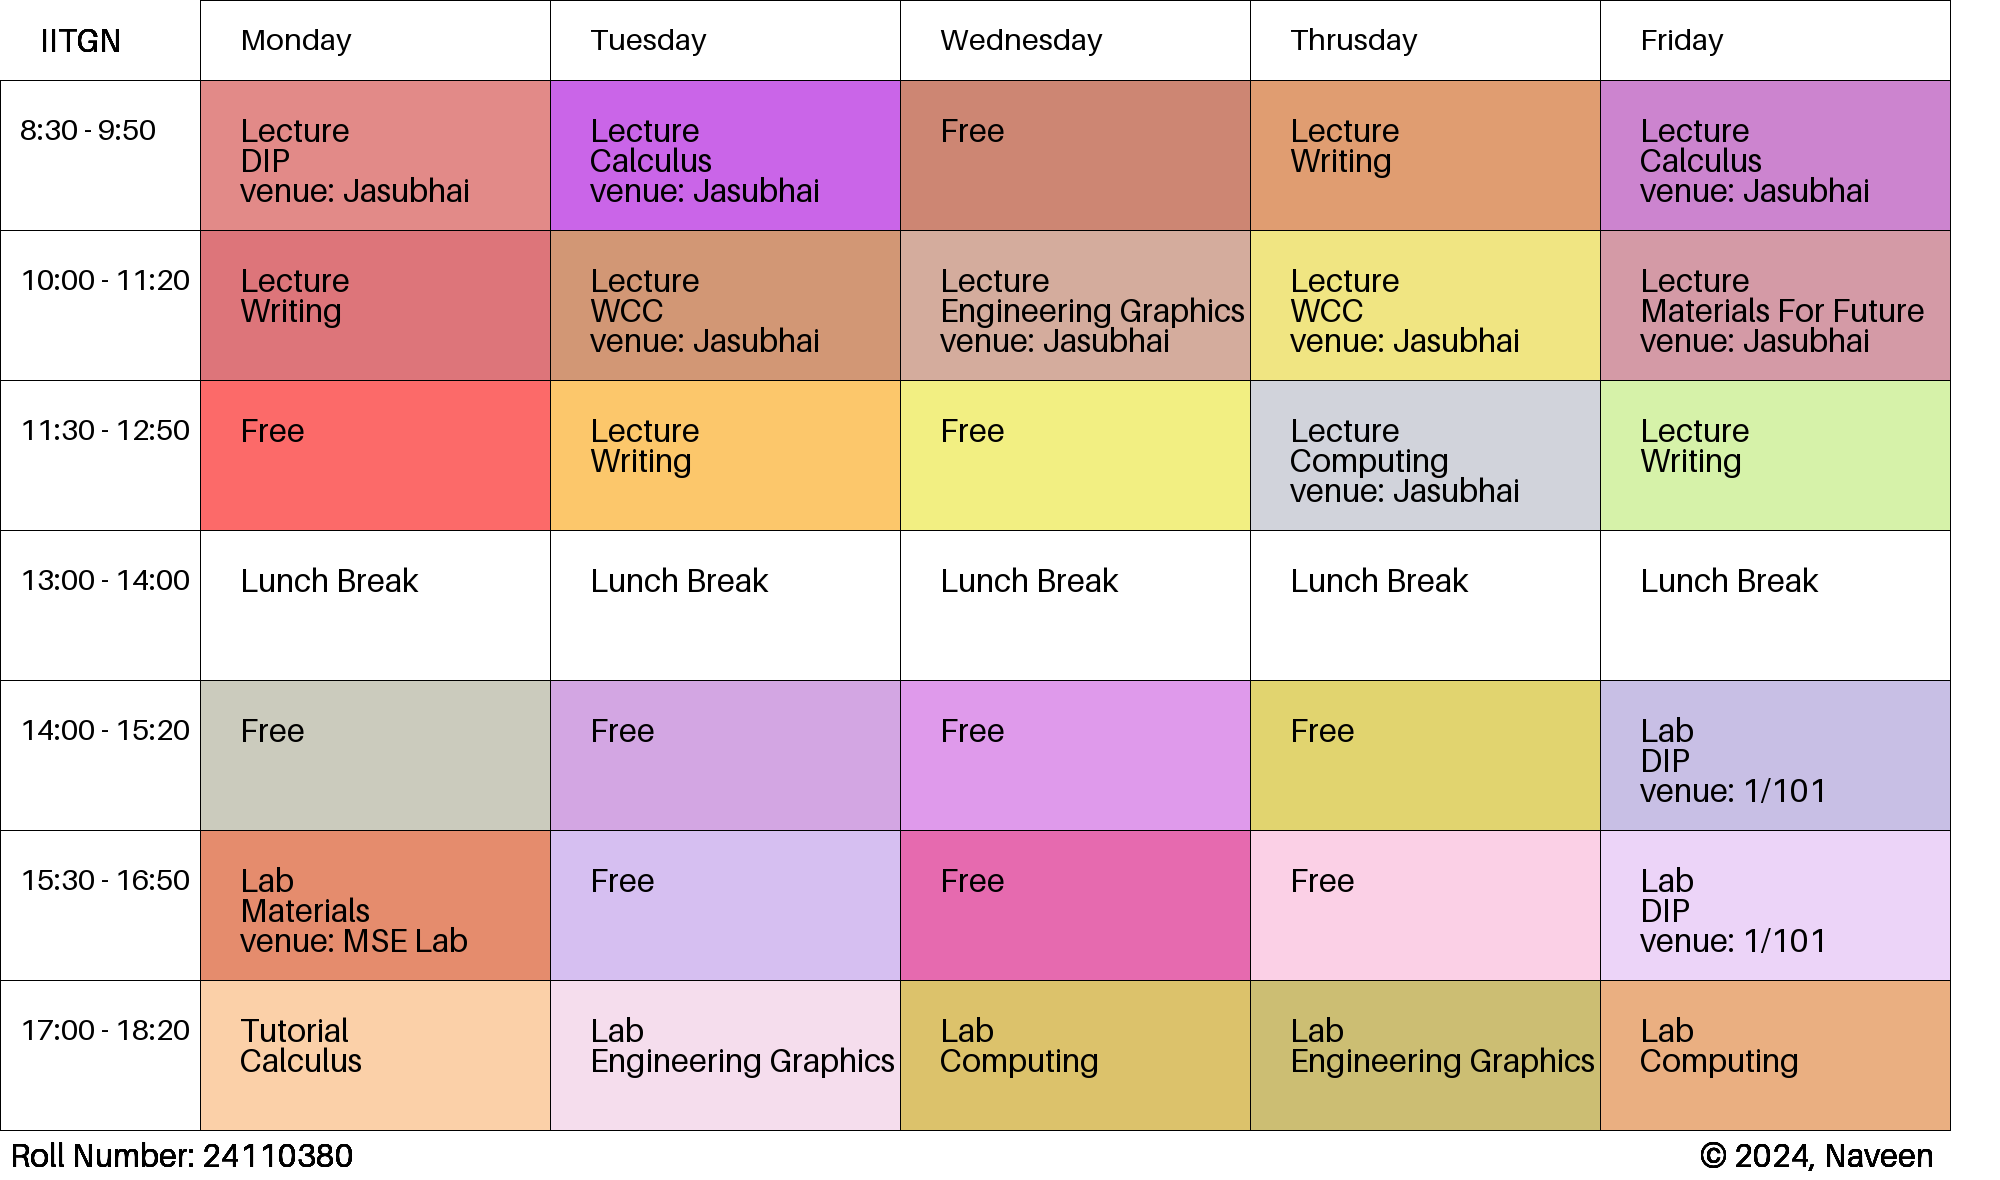 IITGN
Monday
Tuesday
Wednesday
Thrusday
Friday
8:30 - 9:50
Lecture
DIP
venue: Jasubhai
Lecture
Calculus
venue: Jasubhai
Free
Lecture
Writing
Lecture
Calculus
venue: Jasubhai
10:00 - 11:20
Lecture
Writing
Lecture
WCC
venue: Jasubhai
Lecture
Engineering Graphics
venue: Jasubhai
Lecture
WCC
venue: Jasubhai
Lecture
Materials For Future
venue: Jasubhai
11:30 - 12:50
Free
Lecture
Writing
Free
Lecture
Computing
venue: Jasubhai
Lecture
Writing
13:00 - 14:00
Lunch Break
Lunch Break
Lunch Break
Lunch Break
Lunch Break
14:00 - 15:20
Free
Free
Free
Free
Lab
DIP
venue: 1/101
15:30 - 16:50
Lab
Materials
venue: MSE Lab
Free
Free
Free
Lab
DIP
venue: 1/101
17:00 - 18:20
Tutorial
Calculus
Lab
Engineering Graphics
Lab
Computing
Lab
Engineering Graphics
Lab
Computing
Roll Number: 24110380
© 2024, Naveen